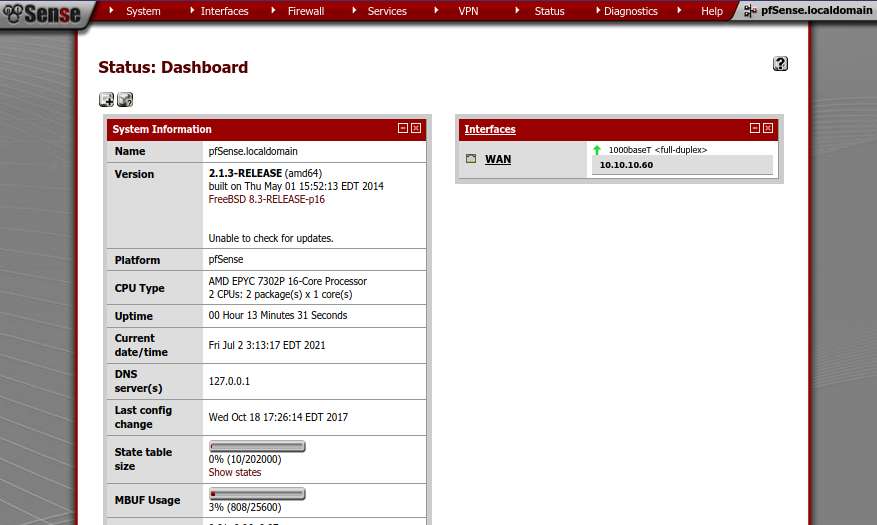 Sense
System
Interfaces
Firewall
Services
VPN
Status
Diagnostics
Help
pfSense.localdomain
Status: Dashboard
System Information
Name
pfSense.localdomain
Version
2.1.3-RELEASE (amd64)
built on Thu May 01 15:52:13 EDT 2014
FreeBSD 8.3-RELEASE-p16
Unable to check for updates.
Platform
pfSense
CPU Type
AMD EPYC 7302P 16-Core Processor
2 CPUs: 2 package(s) x 1 core(s)
Uptime
00 Hour 13 Minutes 31 Seconds
Current
date/time
Fri Jul 2 3:13:17 EDT 2021
DNS
server(s)
127.0.0.1
Last config
change
Wed Oct 18 17:26:14 EDT 2017
State table
size
0% (10/202000)
Show states
MBUF Usage
3% (808/25600)
Interfaces
WAN
1000baseT <full-duplex>
10.10.10.60